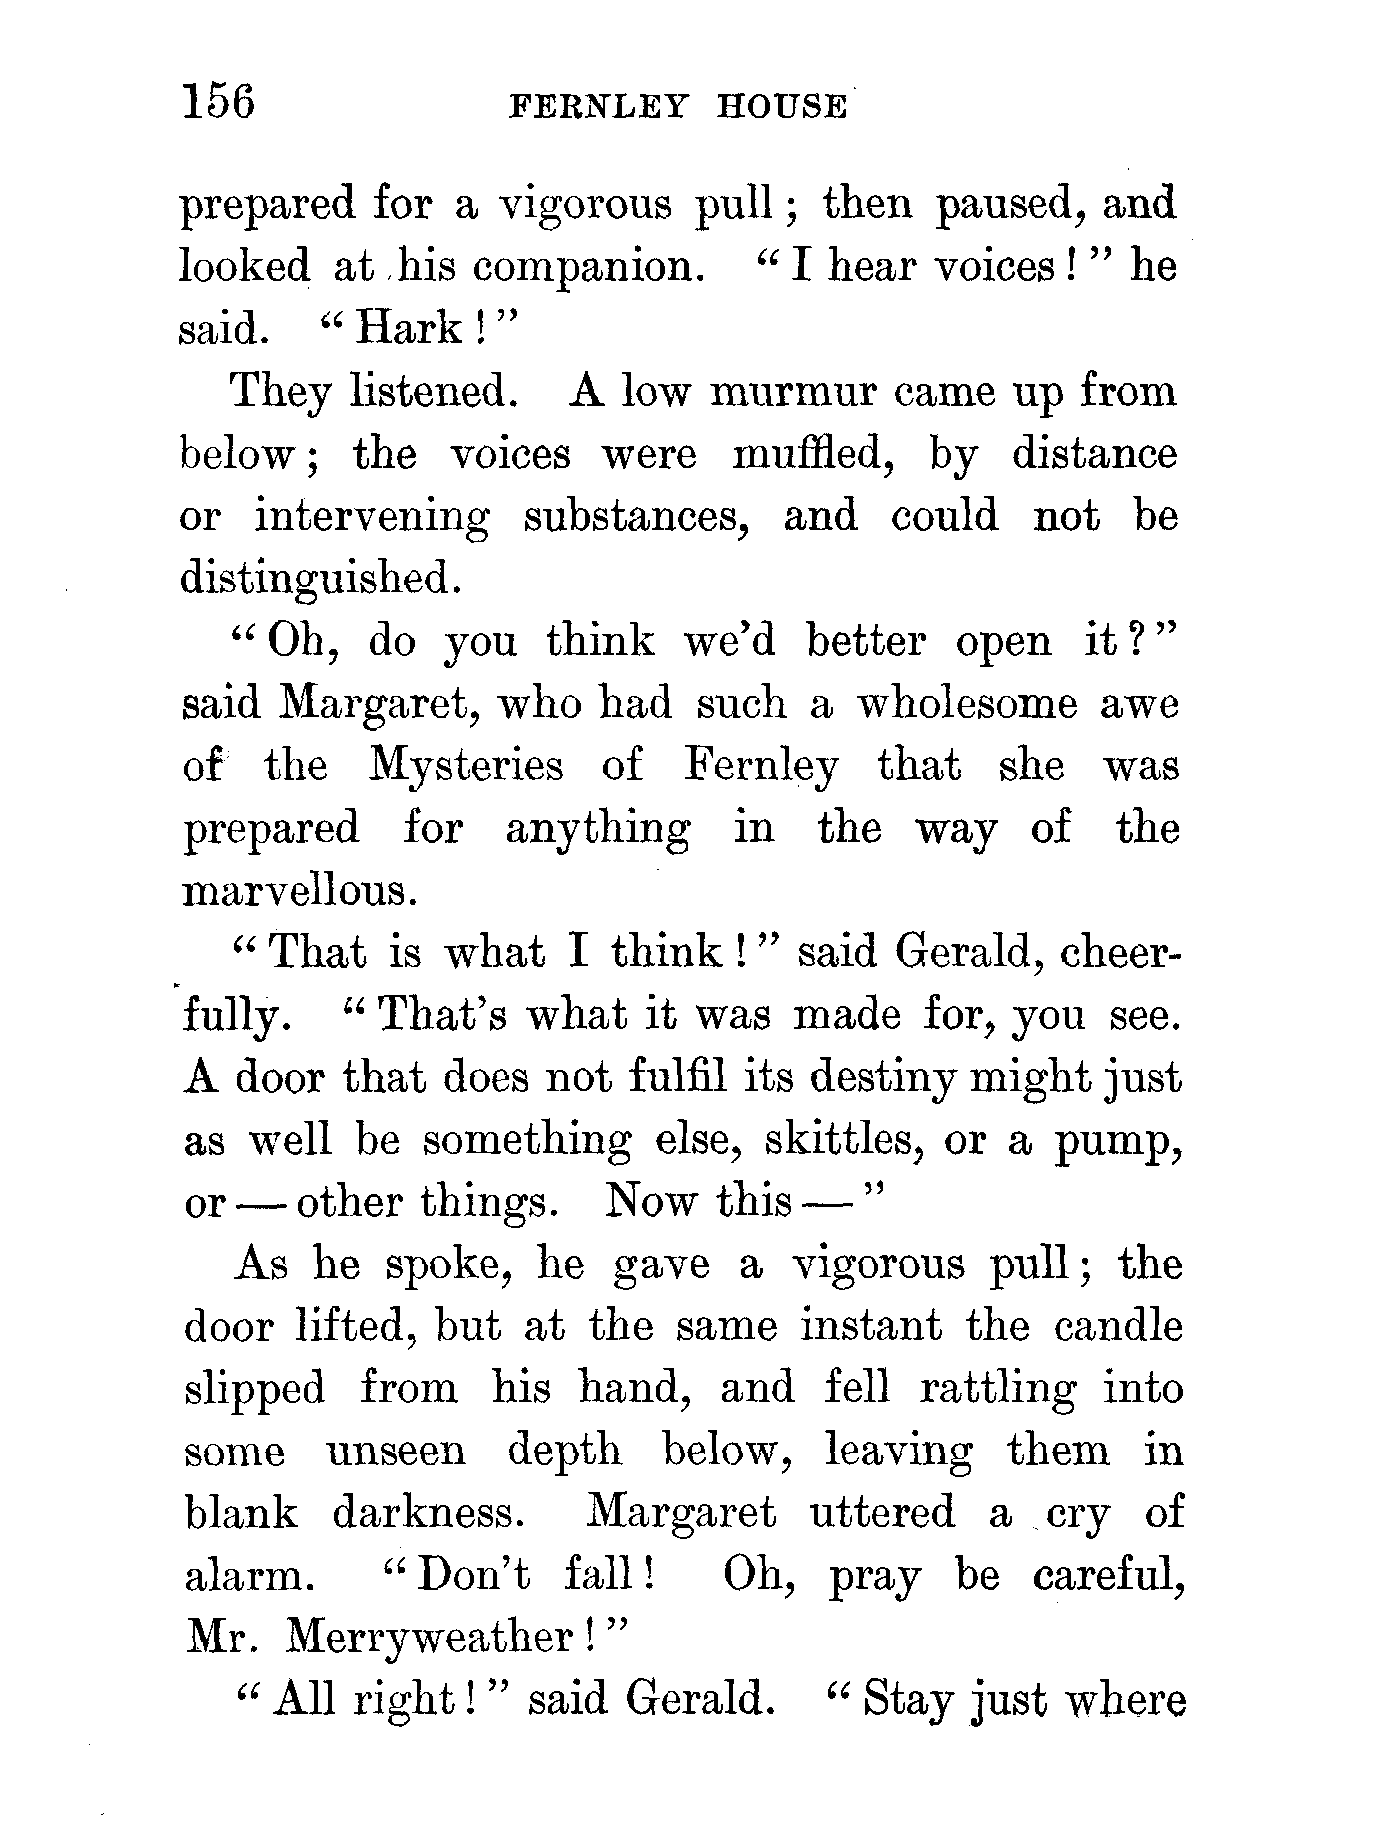 156 FERNLEY HOUSE
prepared for a vigorous pull; then paused, and
looked at his companion. "I hear voices!" he
said. "Hark!"
They listened. A low murmur came up from
below; the voices were muffled, by distance
or intervening substances, and could not be
distinguished.
"Oh, do you think we'd better open it?"
said Margaret, who had such a wholesome awe
of the Mysteries of Fernley that she was
prepared for anything in the way of the
marvellous.
"That is what I think!" said Gerald, cheer-
fully. "That's what it was made for, you see.
A door that does not fulfil its destiny might just
as well be something else, skittles, or a pump,
or — other things. Now this — "
As he spoke, he gave a vigorous pull; the
door lifted, but at the same instant the candle
slipped from his hand, and fell rattling into
some unseen depth below, leaving them in
blank darkness. Margaret uttered a cry of
alarm. "Don't fall! Oh, pray be careful,
Mr. Merryweather!"
"All right!" said Gerald. "Stay just where